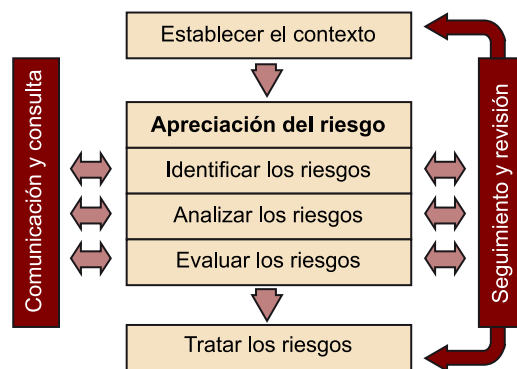 Establecer el contexto
Comunicación y consulta
Apreciación del riesgo
Identificar los riesgos
Analizar los riesgos
Evaluar los riesgos
Seguimiento y revisión
Tratar los riesgos